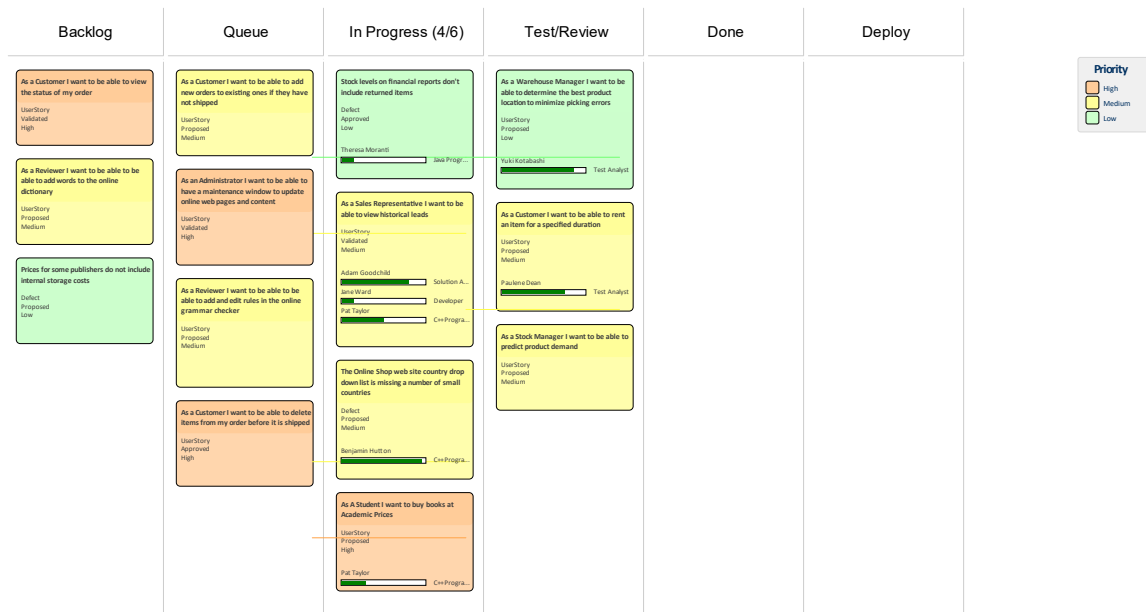 Backlog
Queue
In Progress (4/6)
Test/Review
Done
Deploy
As a Customer I want to be able to view
the status of my order
UserStory
Validated
High
As a Reviewer I want to be able to be
able to add words to the online
dictionary
UserStory
Proposed
Medium
Prices for some publishers do not include
internal storage costs
Defect
Proposed
Low
As a Customer I want to be able to add
new orders to existing ones if they have
not shipped
UserStory
Proposed
Medium
As an Administrator I want to be able to
have a maintenance window to update
online web pages and content
UserStory
Validated
High
As a Reviewer I want to be able to be
able to add and edit rules in the online
grammar checker
UserStory
Proposed
Medium
As a Customer I want to be able to delete
items from my order before it is shipped
UserStory
Approved
High
Stock levels on financial reports don't
include returned items
Defect
Approved
Low
Theresa Moranti
Java Progr...
As a Sales Representative I want to be
able to view historical leads
UserStory
Validated
Medium
Adam Goodchild
Solution A...
Jane Ward
Developer
Pat Taylor
C++ Progra...
The Online Shop web site country drop
down list is missing a number of small
countries
Defect
Proposed
Medium
Benjamin Hutton
C++ Progra...
As A Student I want to buy books at
Academic Prices
UserStory
Proposed
High
Pat Taylor
C++ Progra...
As a Warehouse Manager I want to be
able to determine the best product
location to minimize picking errors
UserStory
Proposed
Low
Yuki Kotabashi
Test Analyst
As a Customer I want to be able to rent
an item for a specified duration
UserStory
Proposed
Medium
Paulene Dean
Test Analyst
As a Stock Manager I want to be able to
predict product demand
UserStory
Proposed
Medium
Priority
High
Medium
Low